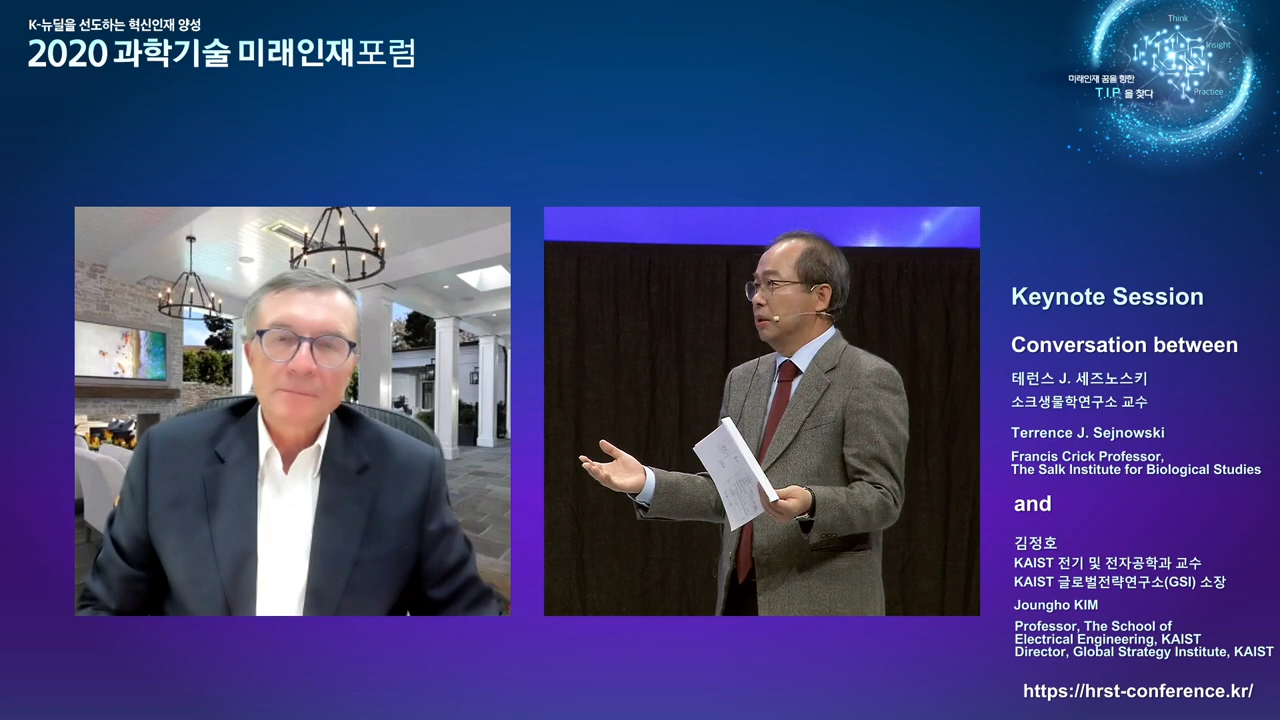 K-뉴딜을 선도하는 혁신인재 양성
2020 과학기술 미래인재포럼
Think
KAIS
Insight
미래인재 꿈을 향한
T.I.P 을 찾다
Practice
Keynote Session
Conversation between
테런스 J. 세즈노스키
소크생물학연구소 교수
Terrence J. Sejnowski
Francis Crick Professor,
The Salk Institute for Biological Studies
and
김정호
KAIST 전기 및 전자공학과 교수
KAIST 글로벌전략연구소(GSI) 소장
Joungho KIM
Professor, The School of
Electrical Engineering, KAIST
Director, Global Strategy Institute, KAIST
https://hrst-conference.kr/